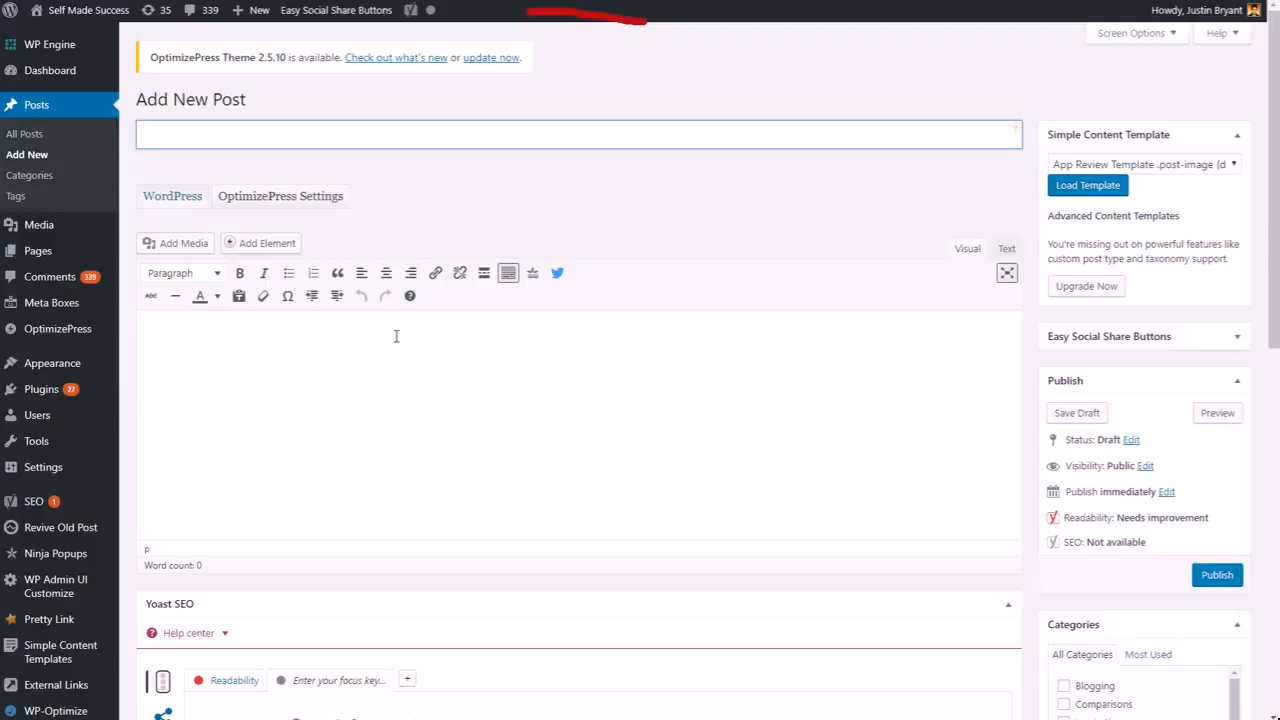 Self Made Success 35 339 New Easy Social Share Buttons Howdy, Justin Bryant
Screen Options Help
WP Engine
Dashboard
Posts
All Posts
Add New
Categories
Tags
Media
Pages
Comments 339
Meta Boxes
OptimizePress
Appearance
Plugins 27
Users
Tools
Settings
SEO 1
Revive Old Post
Ninja Popups
WP Admin UI
Customize
Pretty Link
Simple Content
Templates
External Links
WP-Optimize
OptimizePress Theme 2.5.10 is available. Check out what's new or update now.
Add New Post
WordPress OptimizePress Settings
Add Media Add Element
Visual Text
Paragraph B I
ABC A
p
Word count: 0
Yoast SEO
Help center
Readability Enter your focus key... +
Simple Content Template
App Review Template .post-image (d
Load Template
Advanced Content Templates
You're missing out on powerful features like
custom post type and taxonomy support.
Upgrade Now
Easy Social Share Buttons
Publish
Save Draft Preview
Status: Draft Edit
Visibility: Public Edit
Publish immediately Edit
Readability: Needs improvement
SEO: Not available
Publish
Categories
All Categories Most Used
Blogging
Comparisons